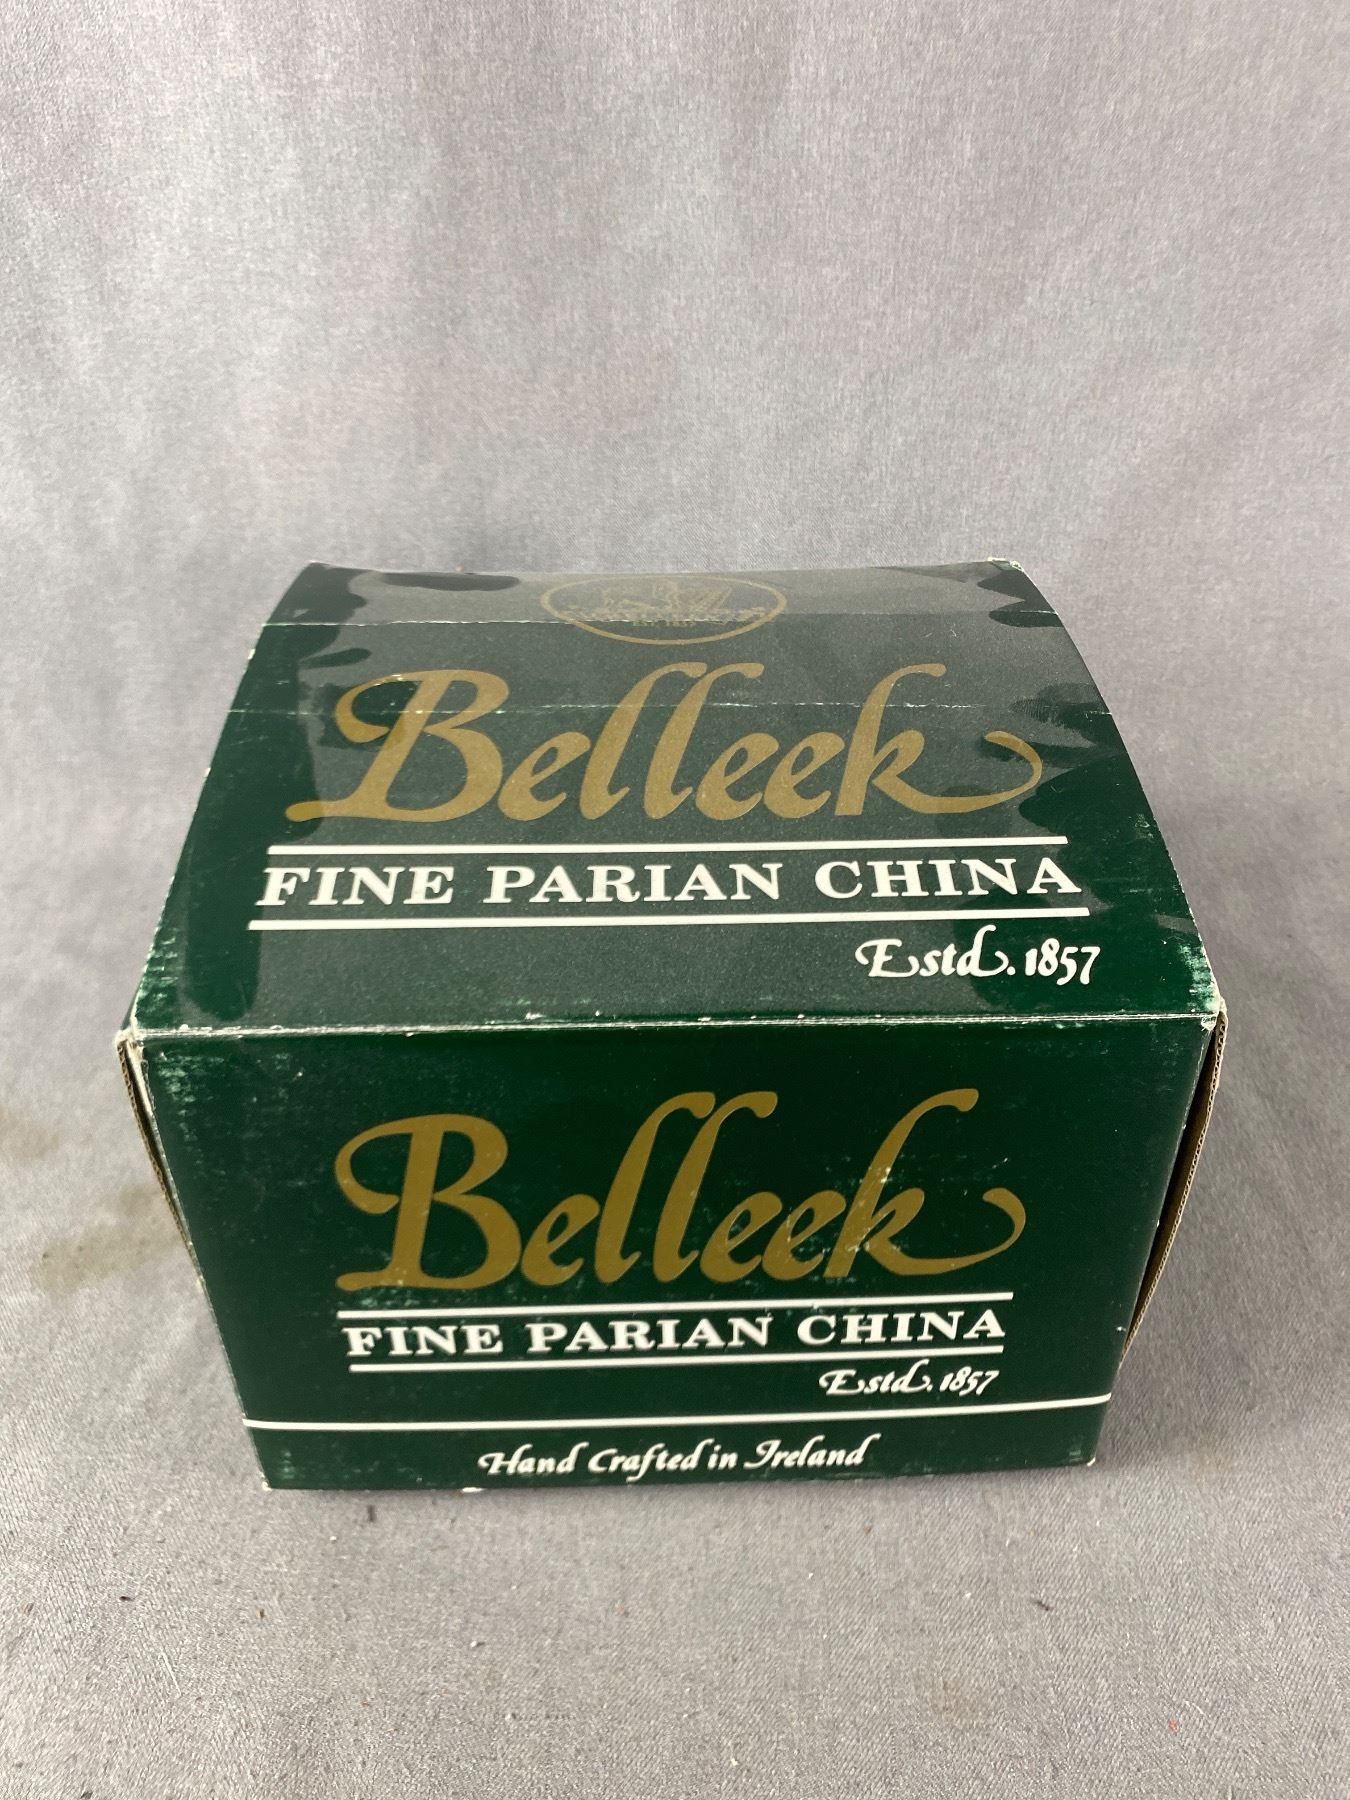 Belleek
FINE PARIAN CHINA
Estd. 1857
Belleek
FINE PARIAN CHINA
Estd. 1857
Hand Crafted in Ireland